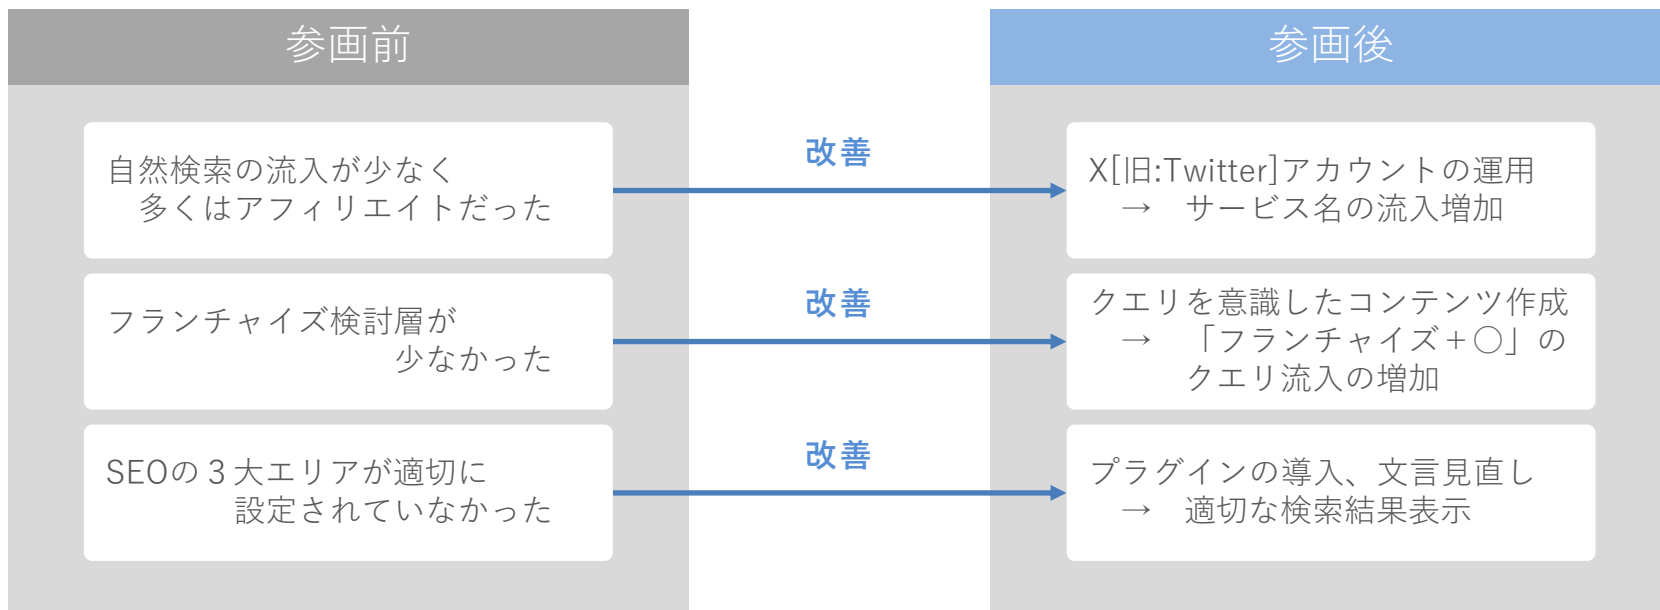 参画前
参画後
自然検索の流入が少なく
多くはアフィリエイトだった
改善
X[旧:Twitter]アカウントの運用
→　サービス名の流入増加
フランチャイズ検討層が
少なかった
改善
クエリを意識したコンテンツ作成
→　「フランチャイズ＋〇」の
クエリ流入の増加
SEOの３大エリアが適切に
設定されていなかった
改善
プラグインの導入、文言見直し
→　適切な検索結果表示